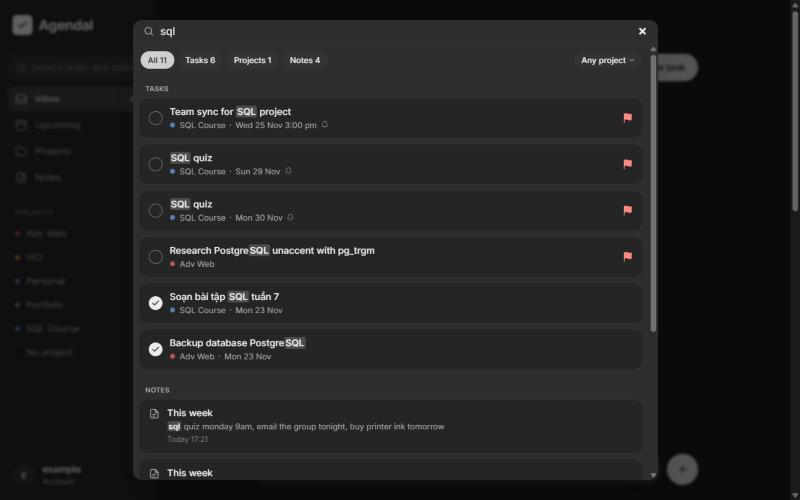 Agendal
sql
All 11
Tasks 6
Projects 1
Notes 4
Any project
TASKS
Team sync for SQL project
SQL Course · Wed 25 Nov 3:00 pm
SQL quiz
SQL Course · Sun 29 Nov
SQL quiz
SQL Course · Mon 30 Nov
Research PostgreSQL unaccent with pg_trgm
Adv Web
Soạn bài tập SQL tuần 7
SQL Course · Mon 23 Nov
Backup database PostgreSQL
Adv Web · Mon 23 Nov
NOTES
This week
sql quiz monday 9am, email the group tonight, buy printer ink tomorrow
Today 17:21
This week
Inbox
Upcoming
Projects
Notes
PROJECTS
Adv Web
HCI
Personal
Portfolio
SQL Course
No project
example
Account